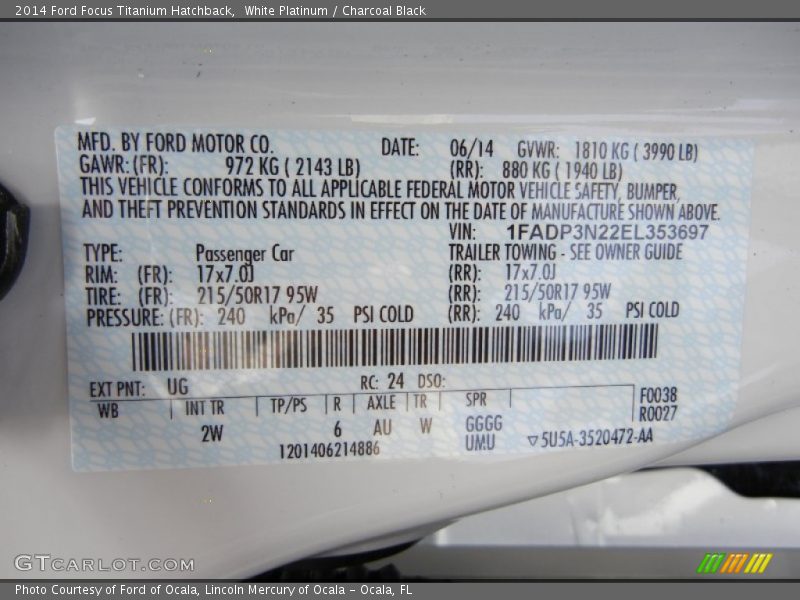 2014 Ford Focus Titanium Hatchback,  White Platinum / Charcoal Black
MFD. BY FORD MOTOR CO. DATE: 06/14 GVWR: 1810 KG ( 3990 LB)
GAWR: (FR): 972 KG ( 2143 LB) (RR): 880 KG ( 1940 LB)
THIS VEHICLE CONFORMS TO ALL APPLICABLE FEDERAL MOTOR VEHICLE SAFETY, BUMPER,
AND THEFT PREVENTION STANDARDS IN EFFECT ON THE DATE OF MANUFACTURE SHOWN ABOVE.
VIN: 1FADP3N22EL353697
TYPE: Passenger Car TRAILER TOWING - SEE OWNER GUIDE
RIM: (FR): 17x7.0J (RR): 17x7.0J
TIRE: (FR): 215/50R17 95W (RR): 215/50R17 95W
PRESSURE: (FR): 240 kPa/ 35 PSI COLD (RR): 240 kPa/ 35 PSI COLD
EXT PNT: UG RC: 24 DSO:
WB INT TR TP/PS R AXLE TR SPR F0038
2W 6 AU W GGGG R0027
1201406214886 UMU ▽5U5A-3520472-AA
GTCARLOT.COM
Photo Courtesy of Ford of Ocala, Lincoln Mercury of Ocala - Ocala, FL